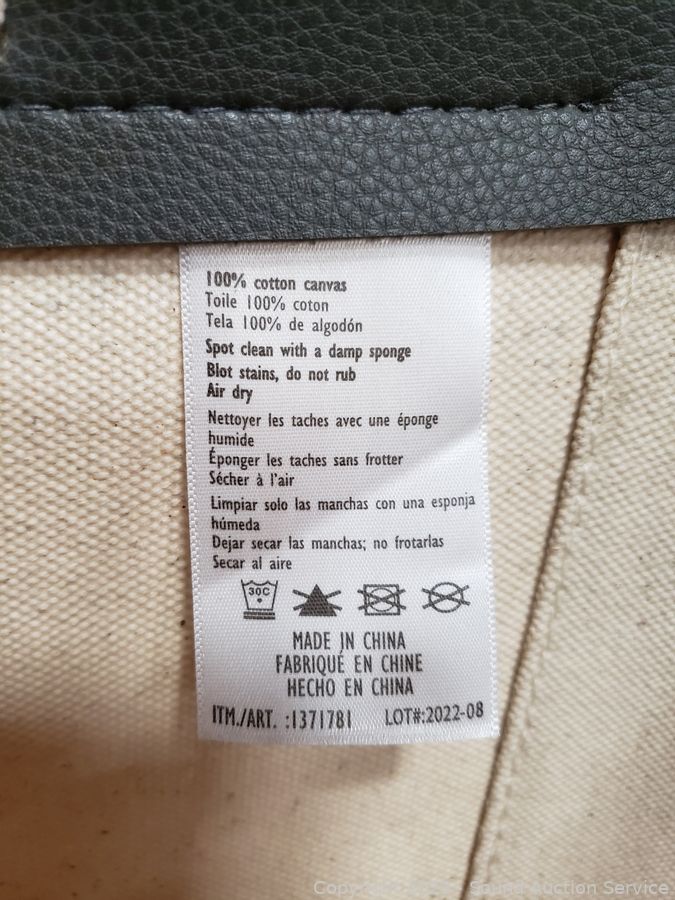 100% cotton canvas
Toile 100% coton
Tela 100% de algodón
Spot clean with a damp sponge
Blot stains, do not rub
Air dry
Nettoyer les taches avec une éponge
humide
Éponger les taches sans frotter
Sécher à l'air
Limpiar solo las manchas con una esponja
húmeda
Dejar secar las manchas; no frotarlas
Secar al aire
30C
MADE IN CHINA
FABRIQUÉ EN CHINE
HECHO EN CHINA
ITM./ART. :1371781 LOT#:2022-08
Sound Auction Service